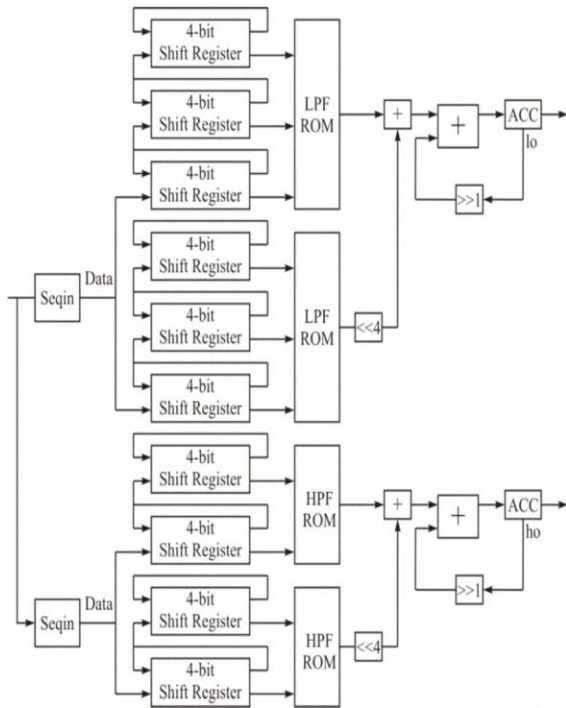 4-bit
Shift Register
4-bit
Shift Register
4-bit
Shift Register
LPF
ROM
+
+
ACC
lo
>>1
Seqin
Data
4-bit
Shift Register
4-bit
Shift Register
4-bit
Shift Register
LPF
ROM
<<4
4-bit
Shift Register
4-bit
Shift Register
HPF
ROM
+
+
ACC
ho
>>1
Seqin
Data
4-bit
Shift Register
4-bit
Shift Register
HPF
ROM
<<4